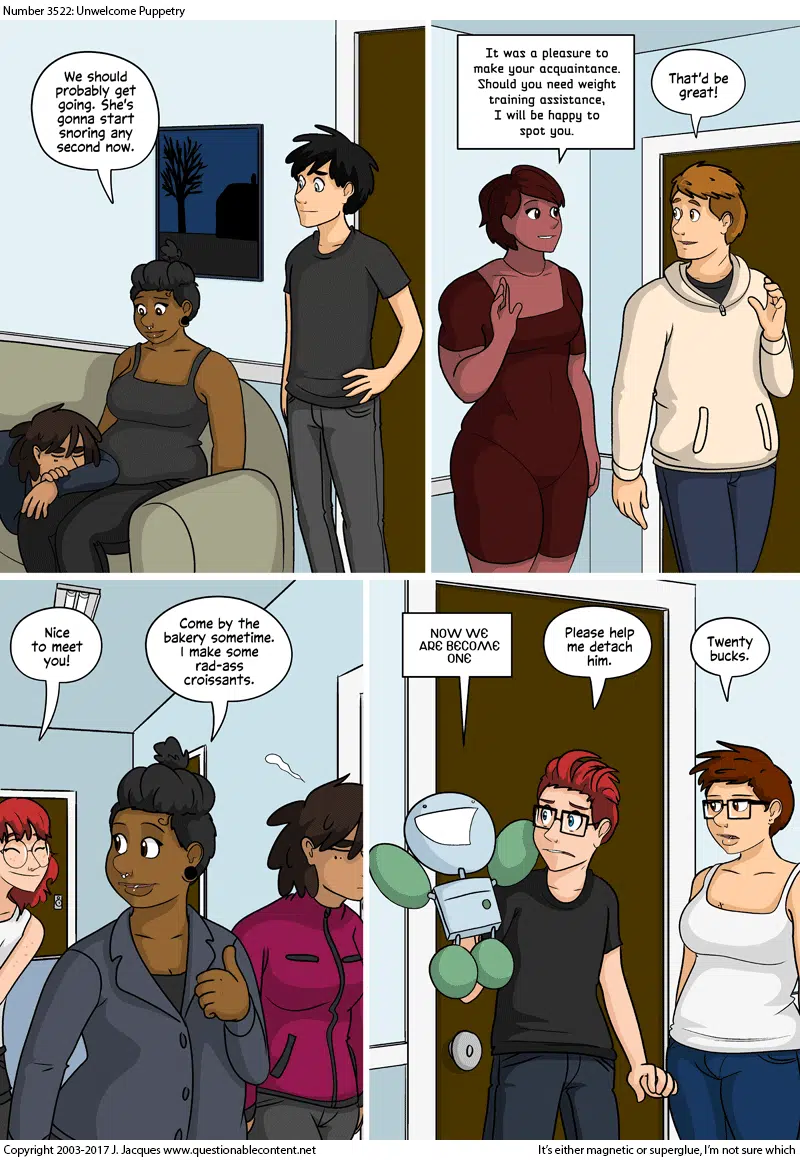 Number 3522: Unwelcome Puppetry
We should
probably get
going. She's
gonna start
snoring any
second now.
It was a pleasure to
make your acquaintance.
Should you need weight
training assistance,
I will be happy to
spot you.
That'd be
great!
Nice
to meet
you!
Come by the
bakery sometime.
I make some
rad-ass
croissants.
NOW WE
ARE BECOME
ONE
Please help
me detach
him.
Twenty
bucks.
Copyright 2003-2017 J. Jacques www.questionablecontent.net
It's either magnetic or superglue, I'm not sure which